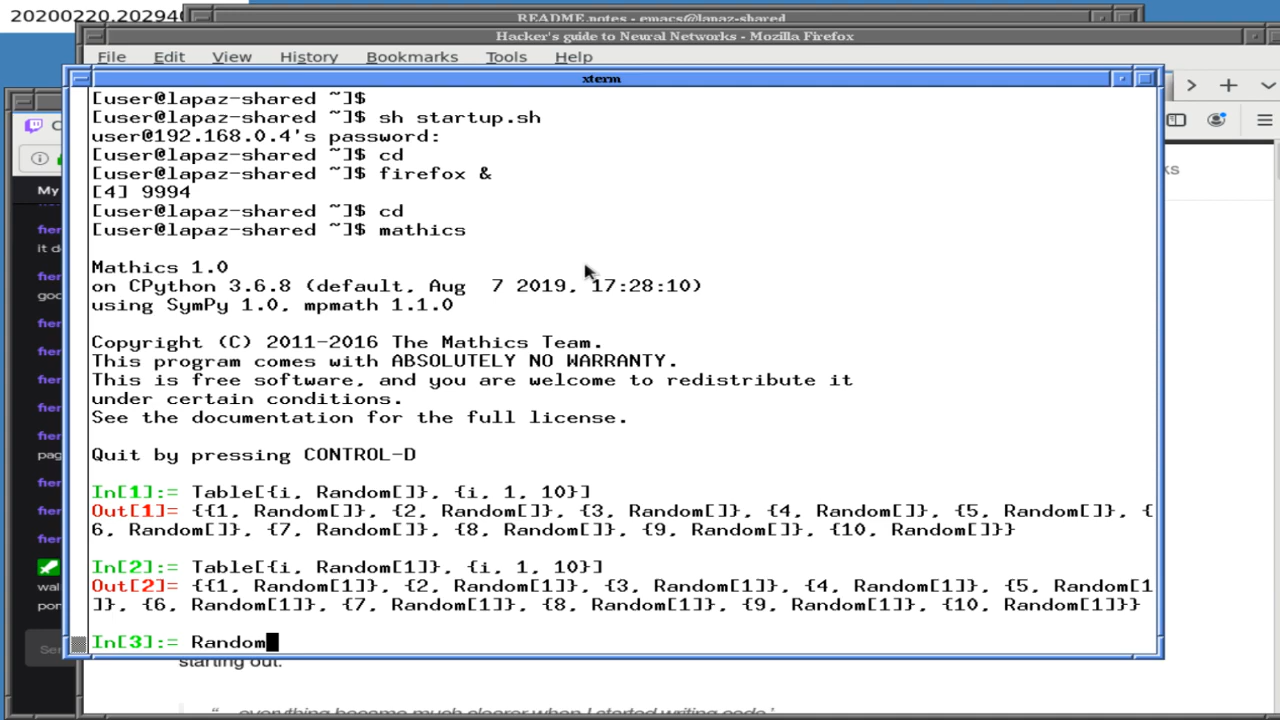 20200220.20294
README.notes - emacs@lapaz-shared
Hacker's guide to Neural Networks - Mozilla Firefox
File Edit View History Bookmarks Tools Help
xterm
[user@lapaz-shared ~]$
[user@lapaz-shared ~]$ sh startup.sh
user@192.168.0.4's password:
[user@lapaz-shared ~]$ cd
[user@lapaz-shared ~]$ firefox &
[4] 9994
[user@lapaz-shared ~]$ cd
[user@lapaz-shared ~]$ mathics
Mathics 1.0
on CPython 3.6.8 (default, Aug  7 2019, 17:28:10)
using SymPy 1.0, mpmath 1.1.0
Copyright (C) 2011-2016 The Mathics Team.
This program comes with ABSOLUTELY NO WARRANTY.
This is free software, and you are welcome to redistribute it
under certain conditions.
See the documentation for the full license.
Quit by pressing CONTROL-D
In[1]:= Table[{i, Random[]}, {i, 1, 10}]
Out[1]= {{1, Random[]}, {2, Random[]}, {3, Random[]}, {4, Random[]}, {5, Random[]}, {
6, Random[]}, {7, Random[]}, {8, Random[]}, {9, Random[]}, {10, Random[]}}
In[2]:= Table[{i, Random[1]}, {i, 1, 10}]
Out[2]= {{1, Random[1]}, {2, Random[1]}, {3, Random[1]}, {4, Random[1]}, {5, Random[1
]}, {6, Random[1]}, {7, Random[1]}, {8, Random[1]}, {9, Random[1]}, {10, Random[1]}}
In[3]:= Random
My
starting out.
"... everything became much clearer when I started writing code."